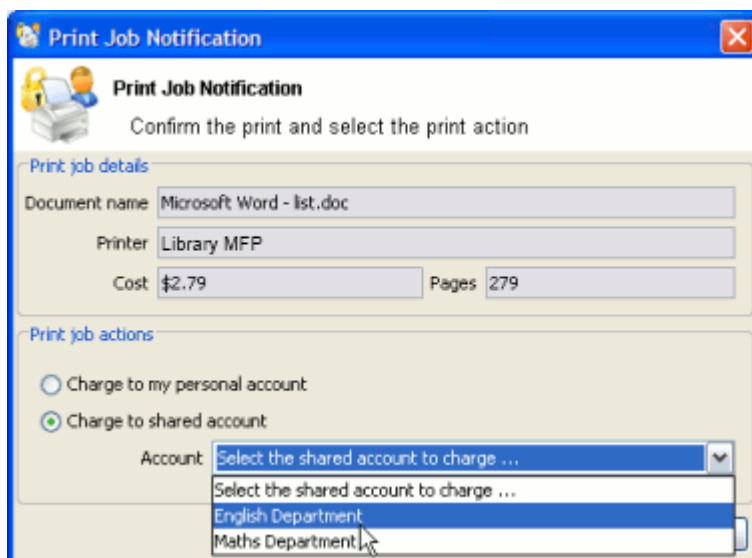 Print Job Notification
Print Job Notification
Confirm the print and select the print action
Print job details
Document name Microsoft Word - list.doc
Printer Library MFP
Cost $2.79 Pages 279
Print job actions
Charge to my personal account
Charge to shared account
Account Select the shared account to charge ...
Select the shared account to charge ...
English Department
Maths Department